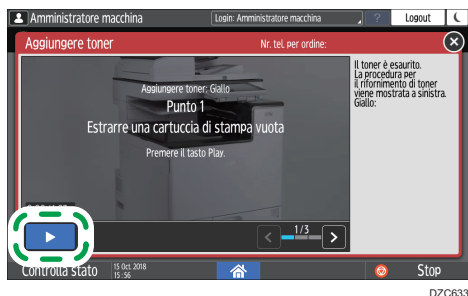 Amministratore macchina
Login: Amministratore macchina
?
Logout
Aggiungere toner
Nr. tel. per ordine:
Aggiungere toner: Giallo
Punto 1
Estrarre una cartuccia di stampa vuota
Premere il tasto Play.
Il toner è esaurito.
La procedura per
il rifornimento di toner
viene mostrata a sinistra.
Giallo:
1/3
Controlla stato
15 Oct 2018
15 : 56
Stop
DZC633